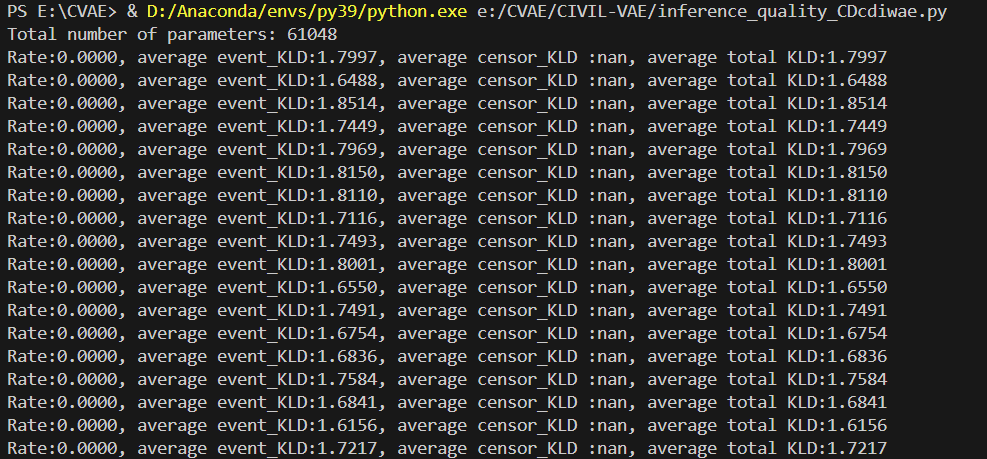 PS E:\CVAE> & D:/Anaconda/envs/py39/python.exe e:/CVAE/CIVIL-VAE/inference_quality_CDcdiwae.py
Total number of parameters: 61048
Rate:0.0000, average event_KLD:1.7997, average censor_KLD :nan, average total KLD:1.7997
Rate:0.0000, average event_KLD:1.6488, average censor_KLD :nan, average total KLD:1.6488
Rate:0.0000, average event_KLD:1.8514, average censor_KLD :nan, average total KLD:1.8514
Rate:0.0000, average event_KLD:1.7449, average censor_KLD :nan, average total KLD:1.7449
Rate:0.0000, average event_KLD:1.7969, average censor_KLD :nan, average total KLD:1.7969
Rate:0.0000, average event_KLD:1.8150, average censor_KLD :nan, average total KLD:1.8150
Rate:0.0000, average event_KLD:1.8110, average censor_KLD :nan, average total KLD:1.8110
Rate:0.0000, average event_KLD:1.7116, average censor_KLD :nan, average total KLD:1.7116
Rate:0.0000, average event_KLD:1.7493, average censor_KLD :nan, average total KLD:1.7493
Rate:0.0000, average event_KLD:1.8001, average censor_KLD :nan, average total KLD:1.8001
Rate:0.0000, average event_KLD:1.6550, average censor_KLD :nan, average total KLD:1.6550
Rate:0.0000, average event_KLD:1.7491, average censor_KLD :nan, average total KLD:1.7491
Rate:0.0000, average event_KLD:1.6754, average censor_KLD :nan, average total KLD:1.6754
Rate:0.0000, average event_KLD:1.6836, average censor_KLD :nan, average total KLD:1.6836
Rate:0.0000, average event_KLD:1.7584, average censor_KLD :nan, average total KLD:1.7584
Rate:0.0000, average event_KLD:1.6841, average censor_KLD :nan, average total KLD:1.6841
Rate:0.0000, average event_KLD:1.6156, average censor_KLD :nan, average total KLD:1.6156
Rate:0.0000, average event_KLD:1.7217, average censor_KLD :nan, average total KLD:1.7217